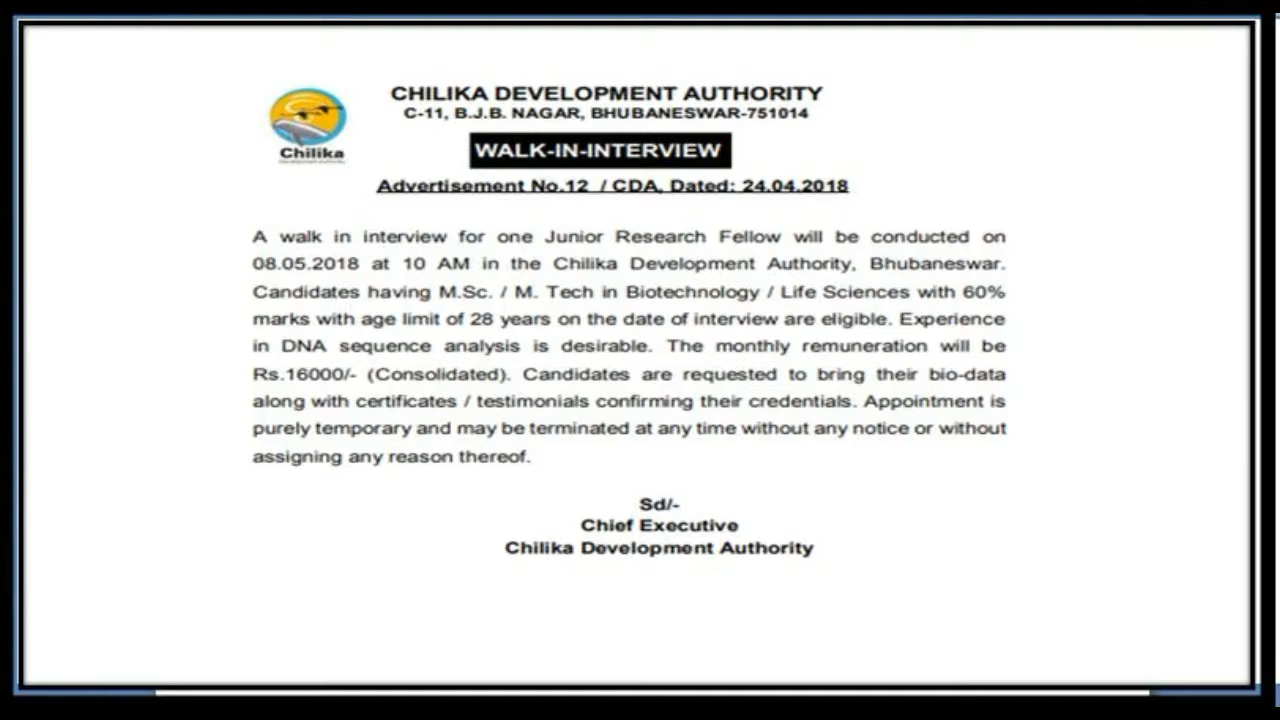 CHILIKA DEVELOPMENT AUTHORITY
C-11, B.J.B. NAGAR, BHUBANESWAR-751014
Chilika
Development Authority
WALK-IN-INTERVIEW
Advertisement No.12 / CDA, Dated: 24.04.2018
A walk in interview for one Junior Research Fellow will be conducted on
08.05.2018 at 10 AM in the Chilika Development Authority, Bhubaneswar.
Candidates having M.Sc. / M. Tech in Biotechnology / Life Sciences with 60%
marks with age limit of 28 years on the date of interview are eligible. Experience
in DNA sequence analysis is desirable. The monthly remuneration will be
Rs.16000/- (Consolidated). Candidates are requested to bring their bio-data
along with certificates / testimonials confirming their credentials. Appointment is
purely temporary and may be terminated at any time without any notice or without
assigning any reason thereof.
Sd/-
Chief Executive
Chilika Development Authority